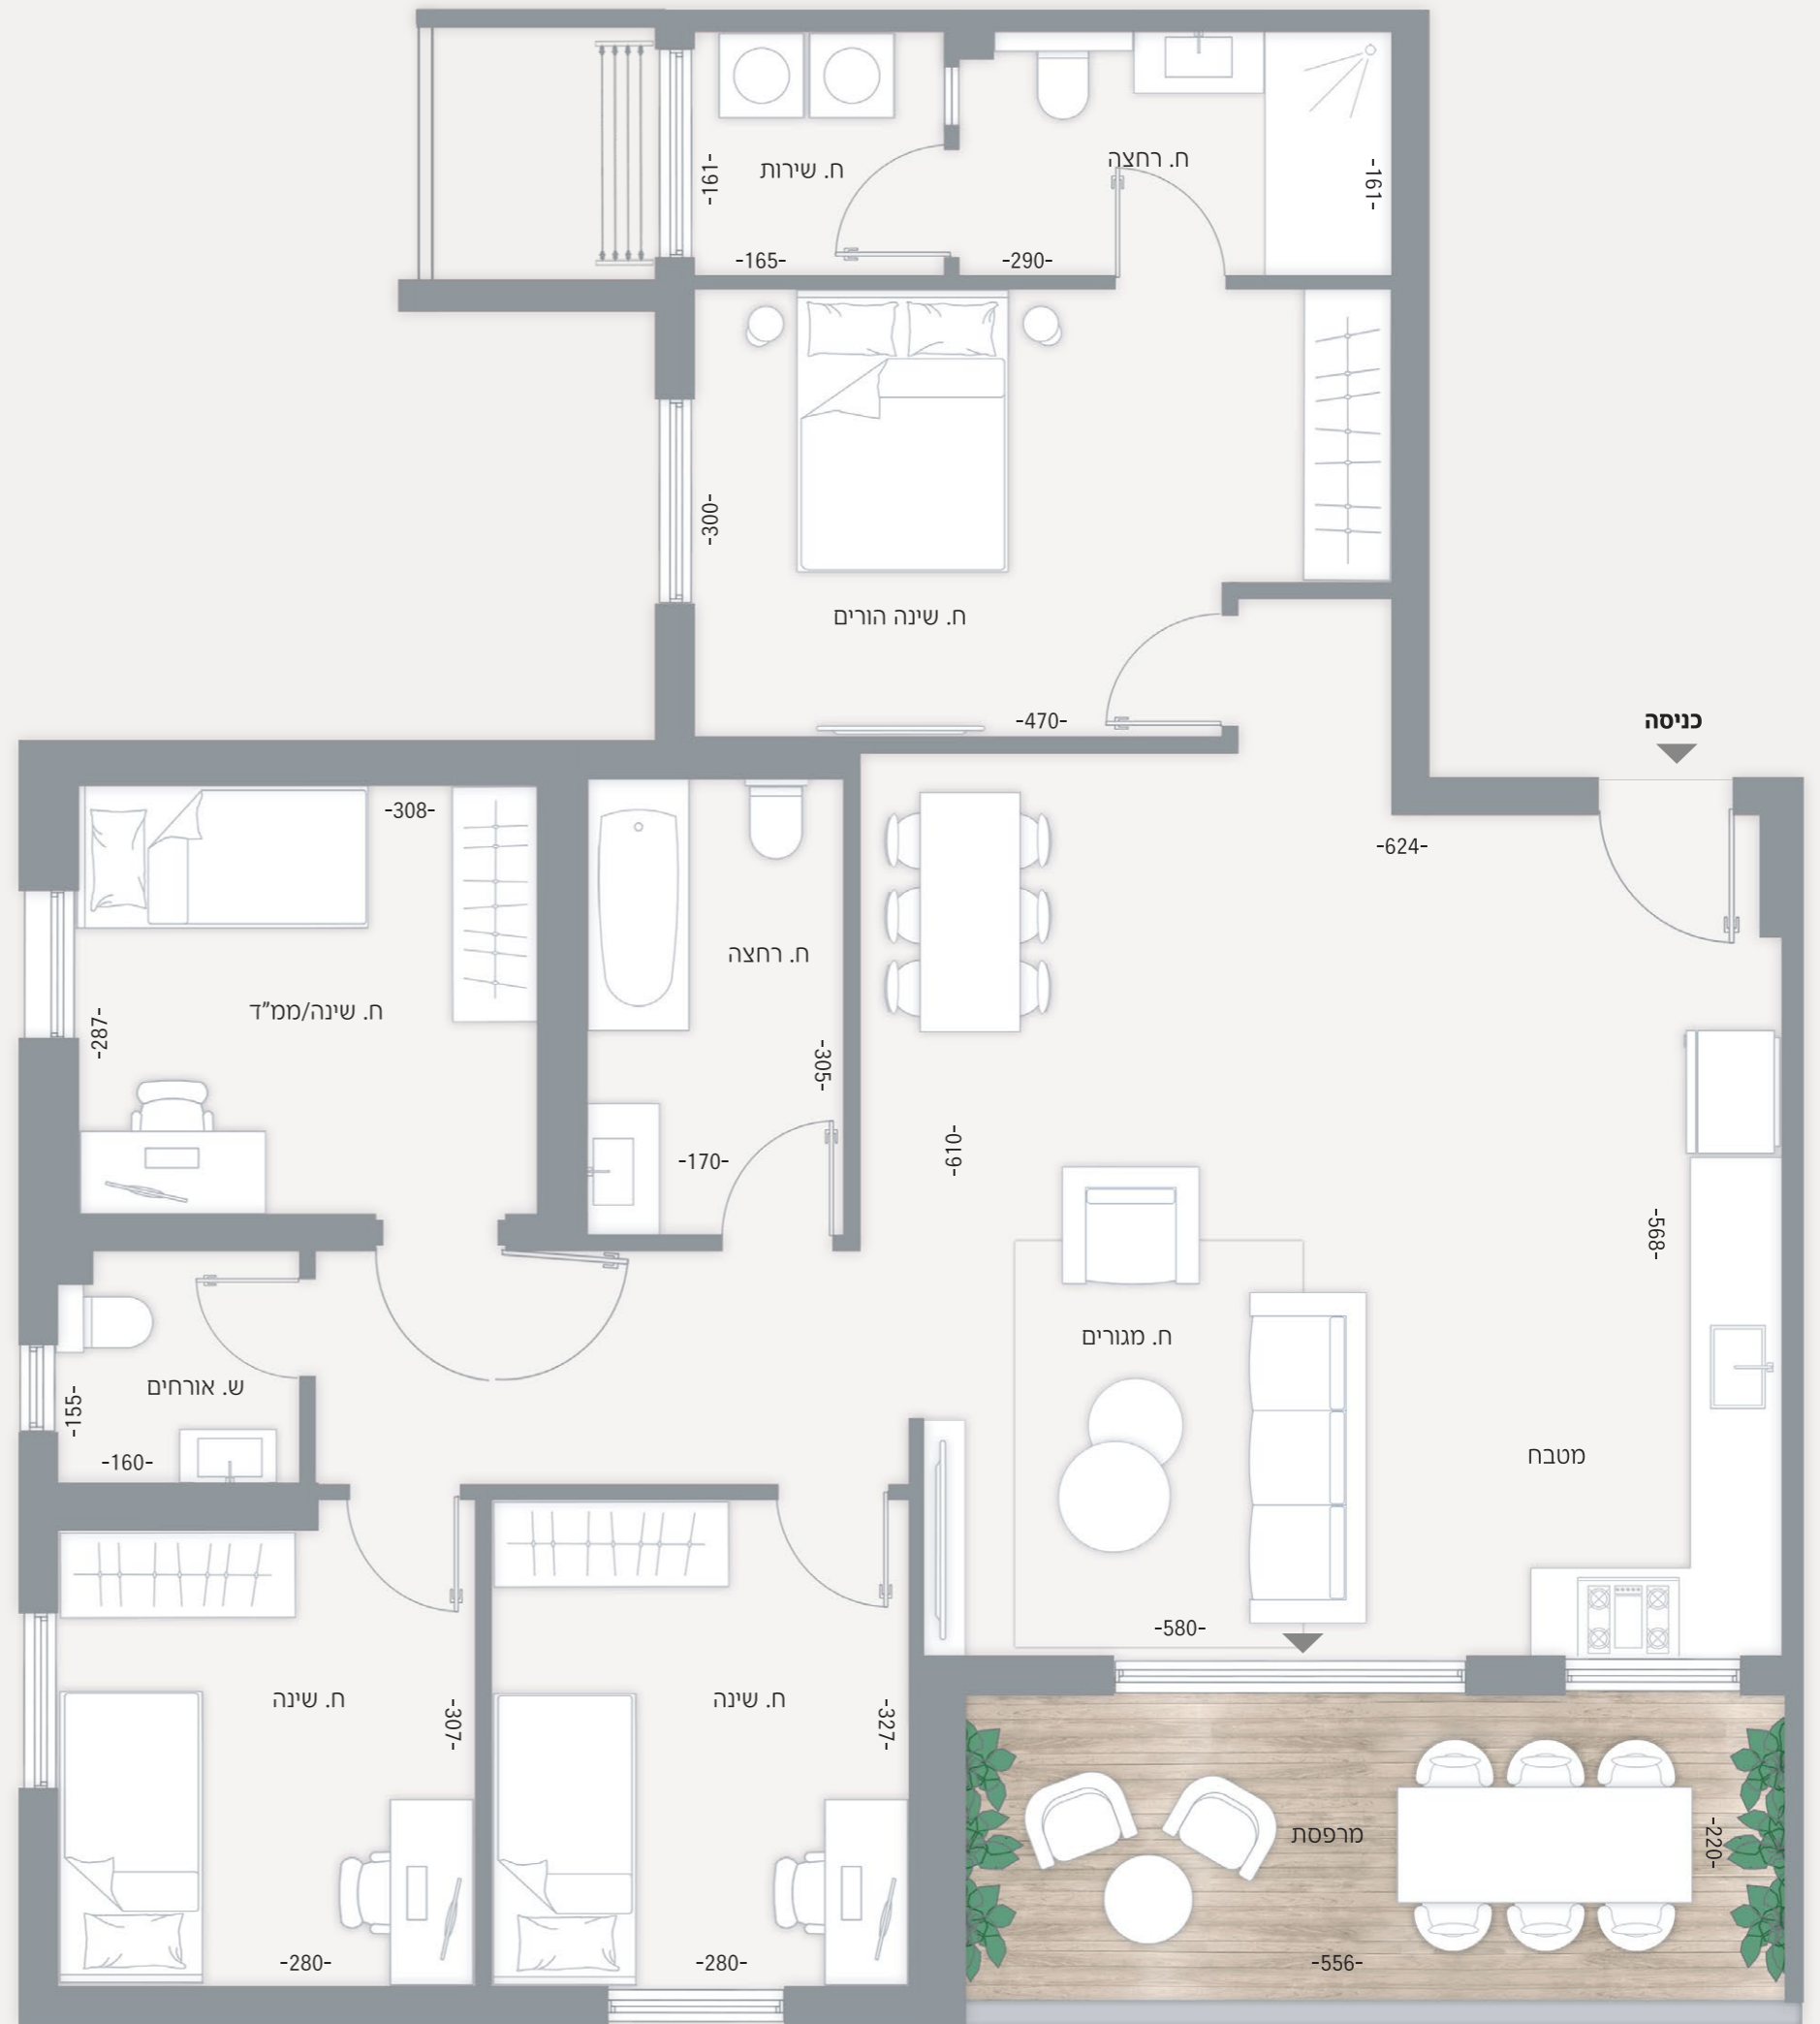 ח. שירות
-161-
-165-
ח. רחצה
-161-
-290-
-300-
ח. שינה הורים
-470-
כניסה
-308-
-624-
ח. רחצה
ח. שינה/ממ"ד
-287-
-305-
-170-
-610-
-568-
ח. מגורים
ש. אורחים
-155-
-160-
מטבח
-580-
ח. שינה
-307-
ח. שינה
-327-
מרפסת
-220-
-280-
-280-
-556-